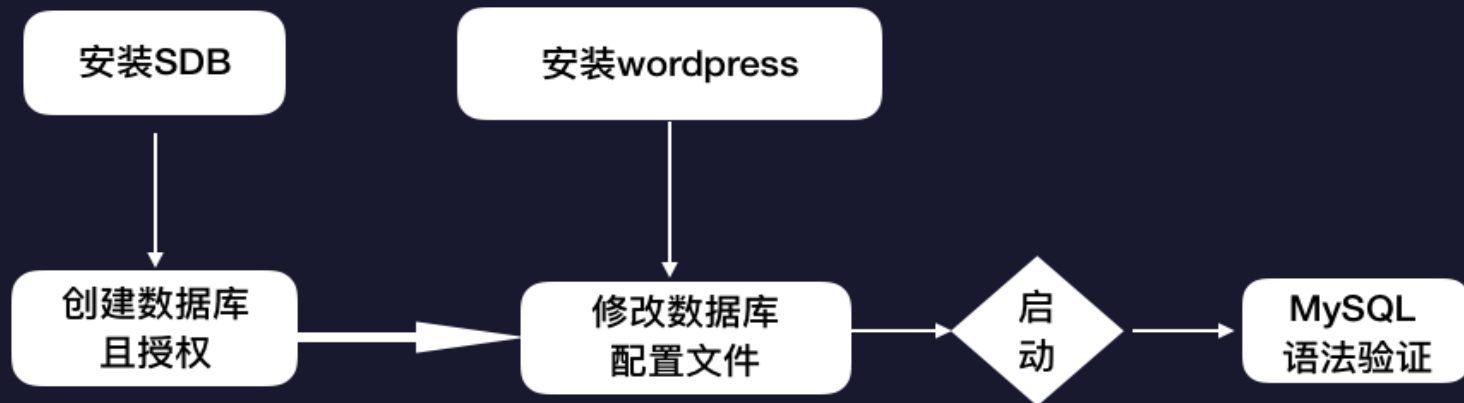 安装SDB
安装wordpress
创建数据库
且授权
修改数据库
配置文件
启
动
MySQL
语法验证